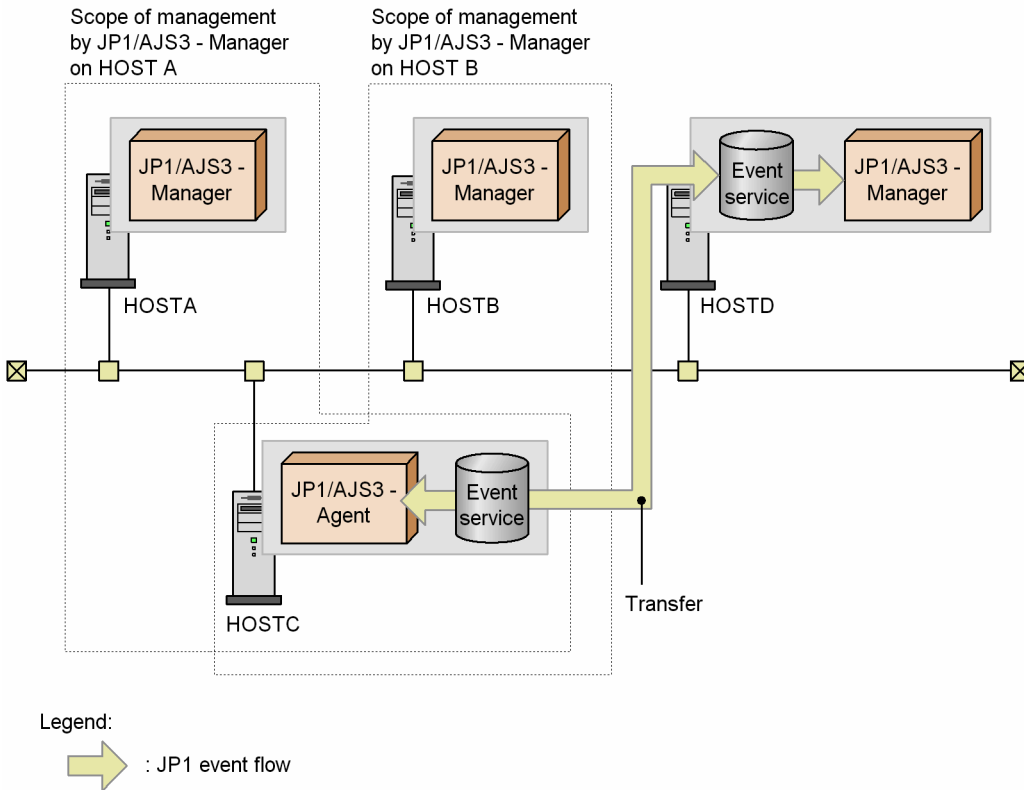 Scope of management
by JP1/AJS3 - Manager
on HOST A
Scope of management
by JP1/AJS3 - Manager
on HOST B
JP1/AJS3 -
Manager
HOSTA
JP1/AJS3 -
Manager
HOSTB
Event
service
JP1/AJS3 -
Manager
HOSTD
JP1/AJS3 -
Agent
Event
service
HOSTC
Transfer
Legend:
: JP1 event flow